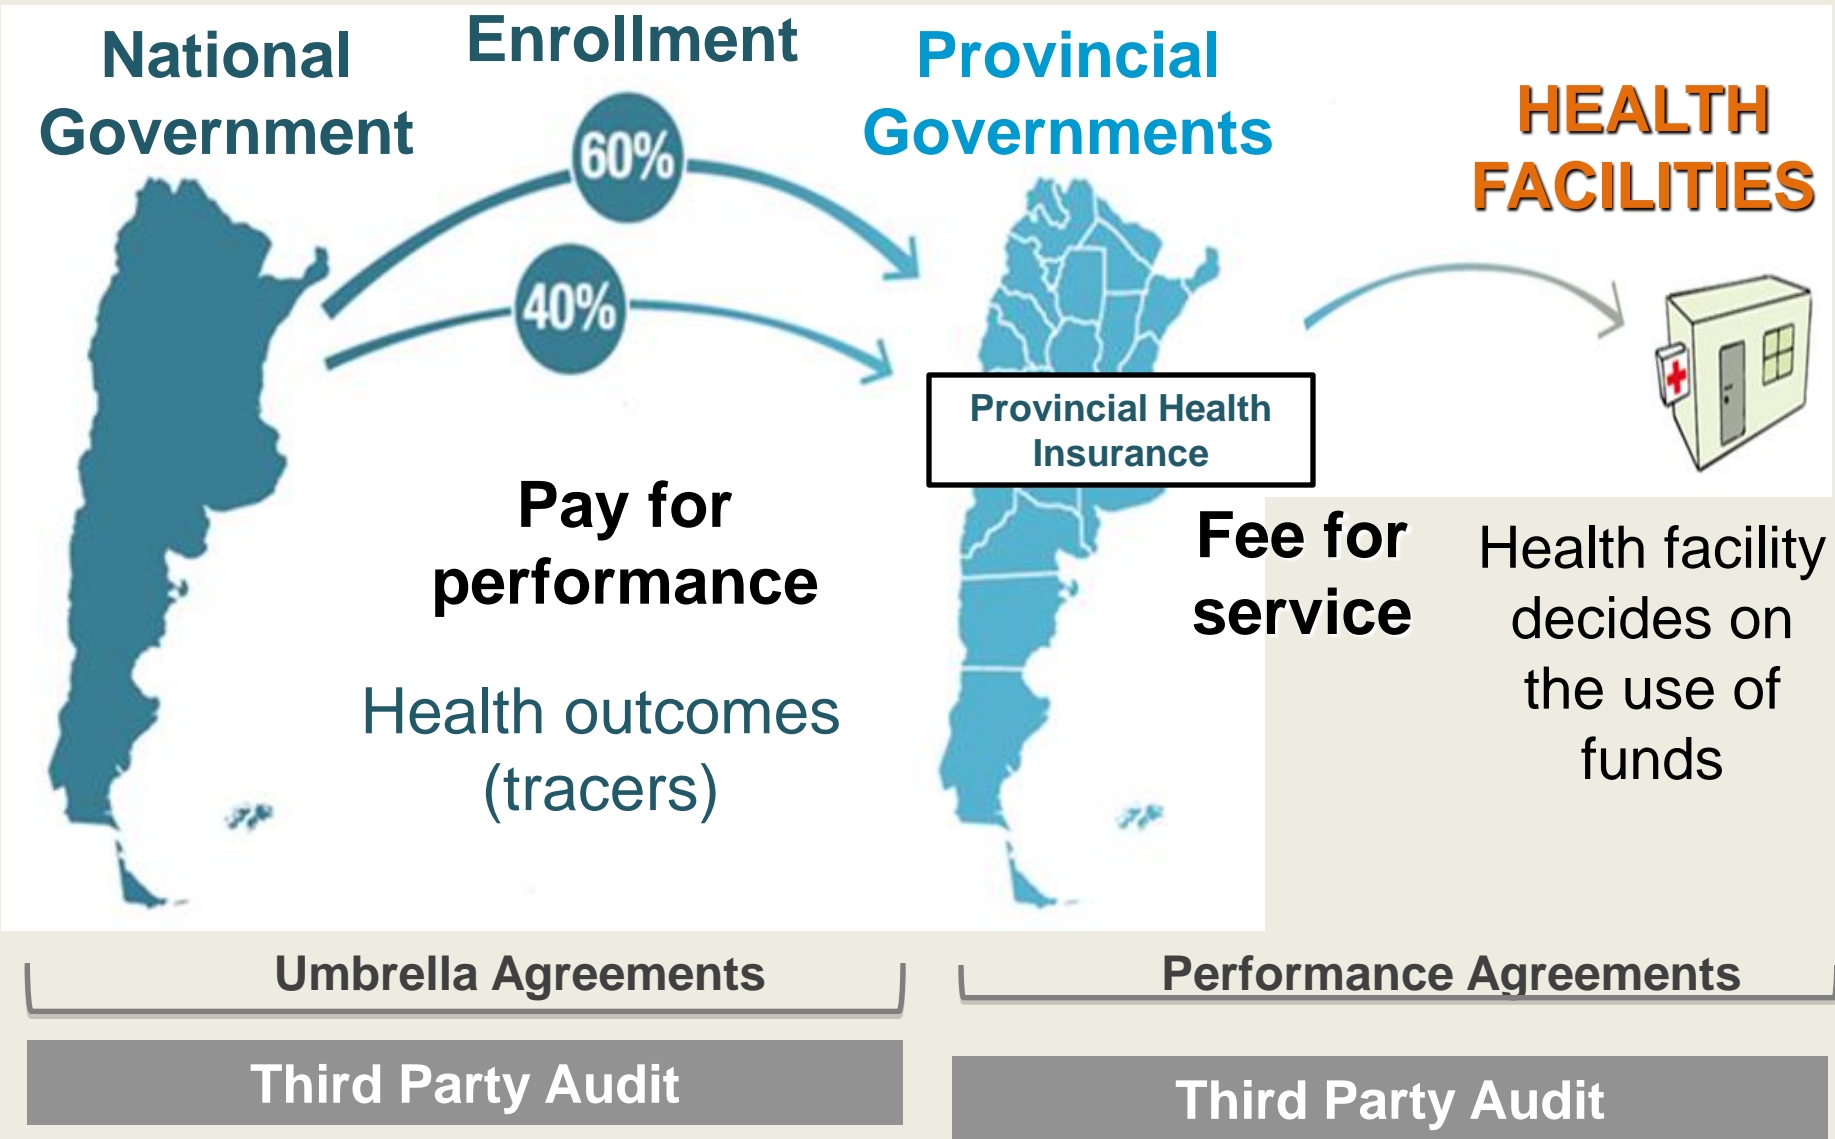 National
Government
Enrollment
Provincial
Governments
HEALTH
FACILITIES
60%
40%
Provincial Health
Insurance
Pay for
performance
Health outcomes
(tracers)
Fee for
service
Health facility
decides on
the use of
funds
Umbrella Agreements
Performance Agreements
Third Party Audit
Third Party Audit